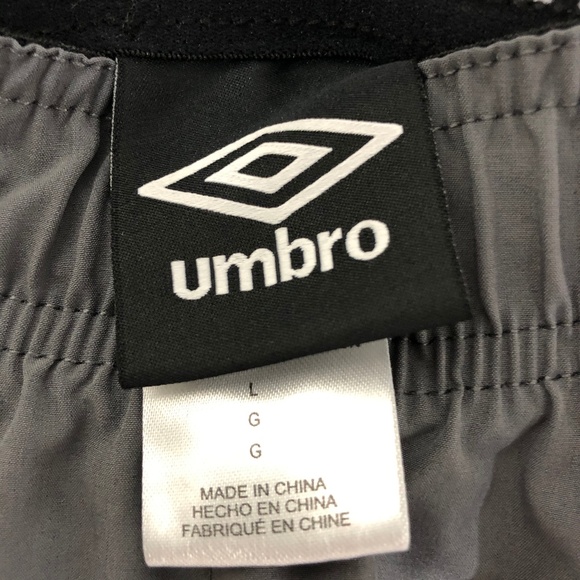 umbro
L
G
G
MADE IN CHINA
HECHO EN CHINA
FABRIQUÉ EN CHINE